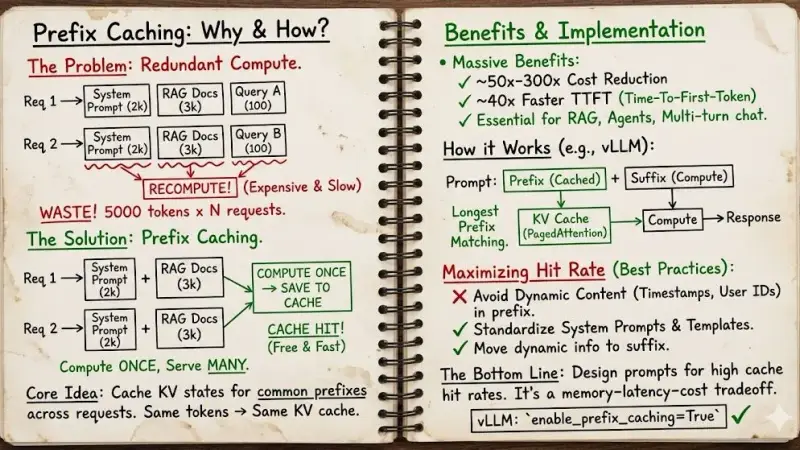 Prefix Caching: Why & How?
The Problem: Redundant Compute.
Req 1 → System Prompt (2k) RAG Docs (3k) Query A (100)
Req 2 → System Prompt (2k) RAG Docs (3k) Query B (100)
RECOMPUTE! (Expensive & Slow)
WASTE! 5000 tokens x N requests.
The Solution: Prefix Caching.
Req 1 → System Prompt (2k) + RAG Docs (3k)
Req 2 → System Prompt (2k) + RAG Docs (3k)
COMPUTE ONCE
→ SAVE TO
CACHE
CACHE HIT!
(Free & Fast)
Compute ONCE, Serve MANY.
Core Idea: Cache KV states for common prefixes
across requests. Same tokens → Same KV cache.
Benefits & Implementation
• Massive Benefits:
✓ ~50x-300x Cost Reduction
✓ ~40x Faster TTFT (Time-To-First-Token)
✓ Essential for RAG, Agents, Multi-turn chat.
How it Works (e.g., vLLM):
Prompt: Prefix (Cached) + Suffix (Compute)
Longest
Prefix
Matching.
KV Cache
(PagedAttention)
Compute → Response
Maximizing Hit Rate (Best Practices):
✗ Avoid Dynamic Content (Timestamps, User IDs)
in prefix.
✓ Standardize System Prompts & Templates.
✓ Move dynamic info to suffix.
The Bottom Line: Design prompts for high cache
hit rates. It's a memory-latency-cost tradeoff.
vLLM: `enable_prefix_caching=True` ✓